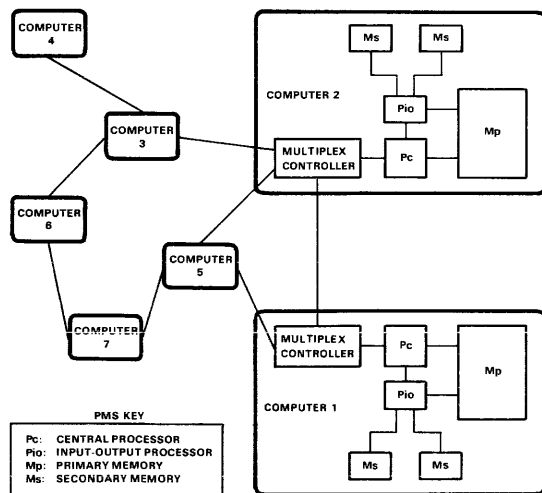 COMPUTER
4
COMPUTER
3
COMPUTER
6
COMPUTER
5
COMPUTER
7
COMPUTER 2
Ms
Ms
Pio
MULTIPLEX
CONTROLLER
Pc
Mp
MULTIPLEX
CONTROLLER
Pc
Mp
Pio
COMPUTER 1
Ms
Ms
PMS KEY
Pc: CENTRAL PROCESSOR
Pio: INPUT-OUTPUT PROCESSOR
Mp: PRIMARY MEMORY
Ms: SECONDARY MEMORY